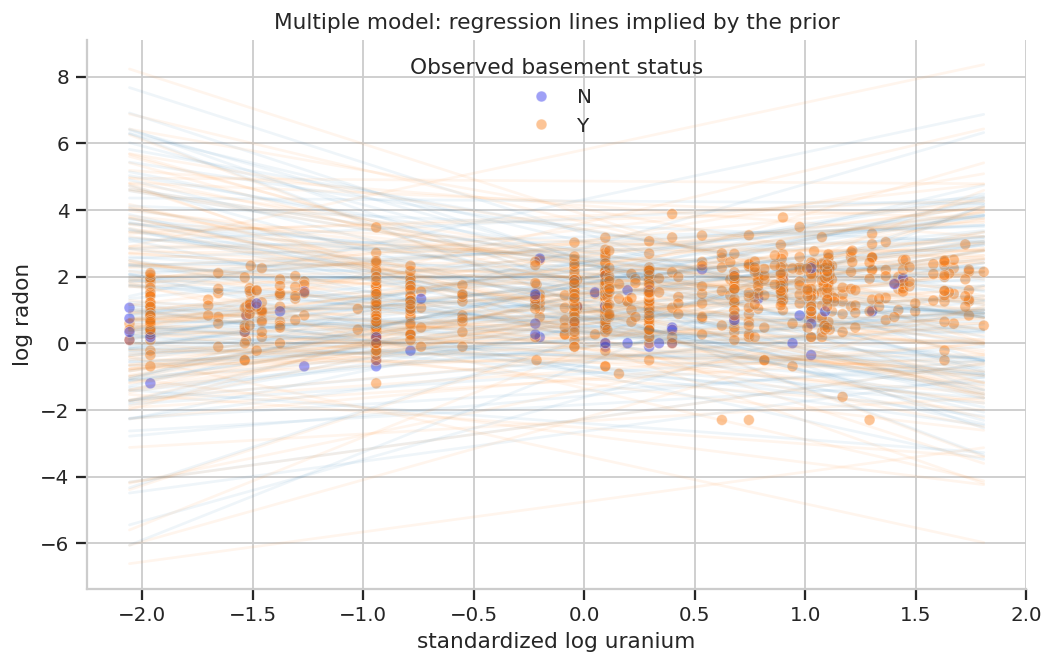 Multiple model: regression lines implied by the prior
Observed basement status
N
Y
log radon
8
6
4
2
0
−2
−4
−6
−2.0 −1.5 −1.0 −0.5 0.0 0.5 1.0 1.5 2.0
standardized log uranium